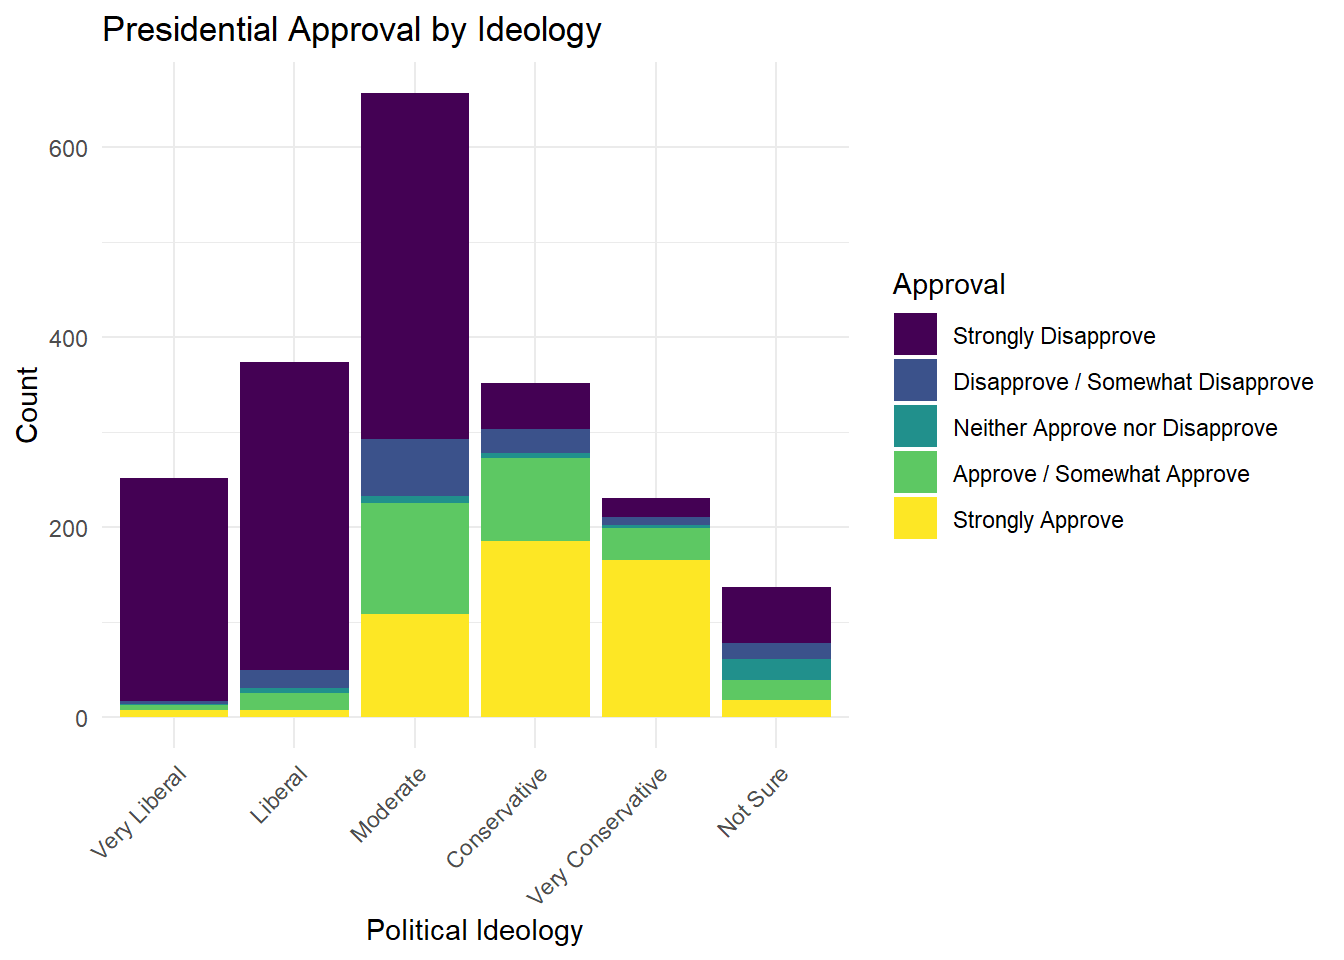 Presidential Approval by Ideology
Count
600
400
200
0
Very Liberal
Liberal
Moderate
Conservative
Very Conservative
Not Sure
Political Ideology
Approval
Strongly Disapprove
Disapprove / Somewhat Disapprove
Neither Approve nor Disapprove
Approve / Somewhat Approve
Strongly Approve